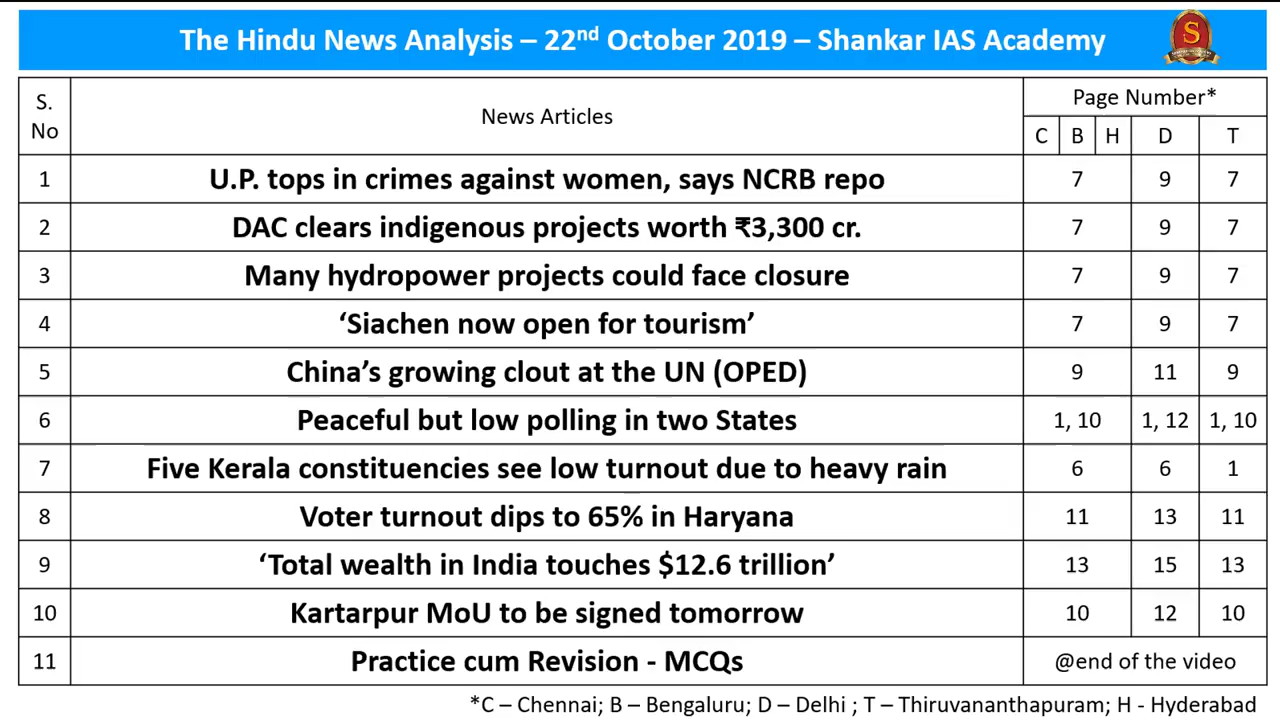 The Hindu News Analysis – 22nd October 2019 – Shankar IAS Academy
S
S. No News Articles Page Number*
C B H D T
1 U.P. tops in crimes against women, says NCRB repo 7 9 7
2 DAC clears indigenous projects worth ₹3,300 cr. 7 9 7
3 Many hydropower projects could face closure 7 9 7
4 ‘Siachen now open for tourism’ 7 9 7
5 China’s growing clout at the UN (OPED) 9 11 9
6 Peaceful but low polling in two States 1, 10 1, 12 1, 10
7 Five Kerala constituencies see low turnout due to heavy rain 6 6 1
8 Voter turnout dips to 65% in Haryana 11 13 11
9 ‘Total wealth in India touches $12.6 trillion’ 13 15 13
10 Kartarpur MoU to be signed tomorrow 10 12 10
11 Practice cum Revision - MCQs @end of the video
*C – Chennai; B – Bengaluru; D – Delhi ; T – Thiruvananthapuram; H - Hyderabad